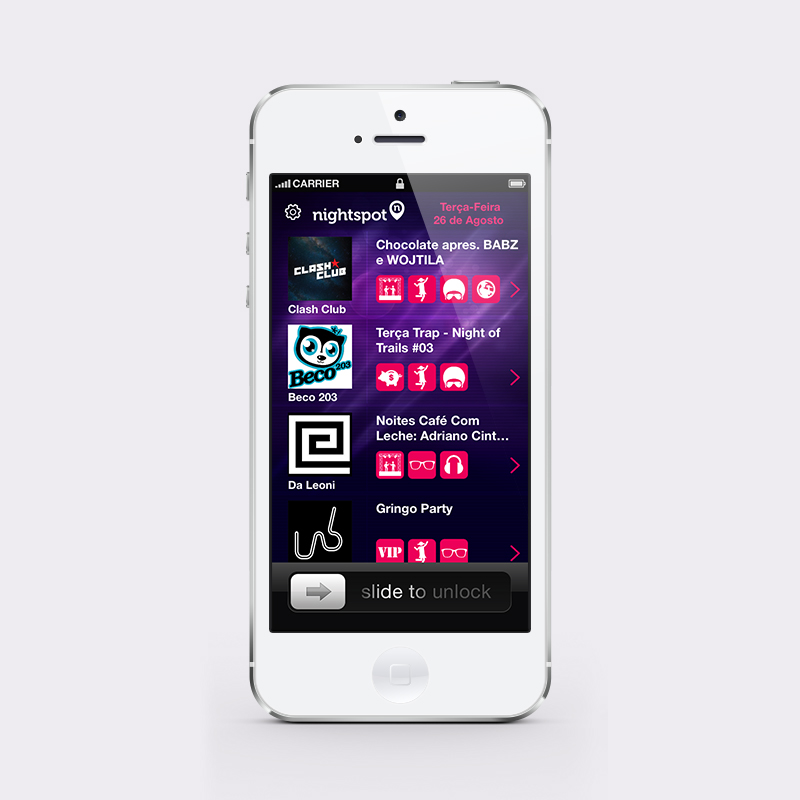 CARRIER
nightspot n
Terça-Feira
26 de Agosto
CLASH
CLUB
Clash Club
Chocolate apres. BABZ
e WOJTILA
Beco 203
Beco 203
Terça Trap - Night of
Trails #03
$
Da Leoni
Noites Café Com
Leche: Adriano Cint...
Gringo Party
VIP
slide to unlock